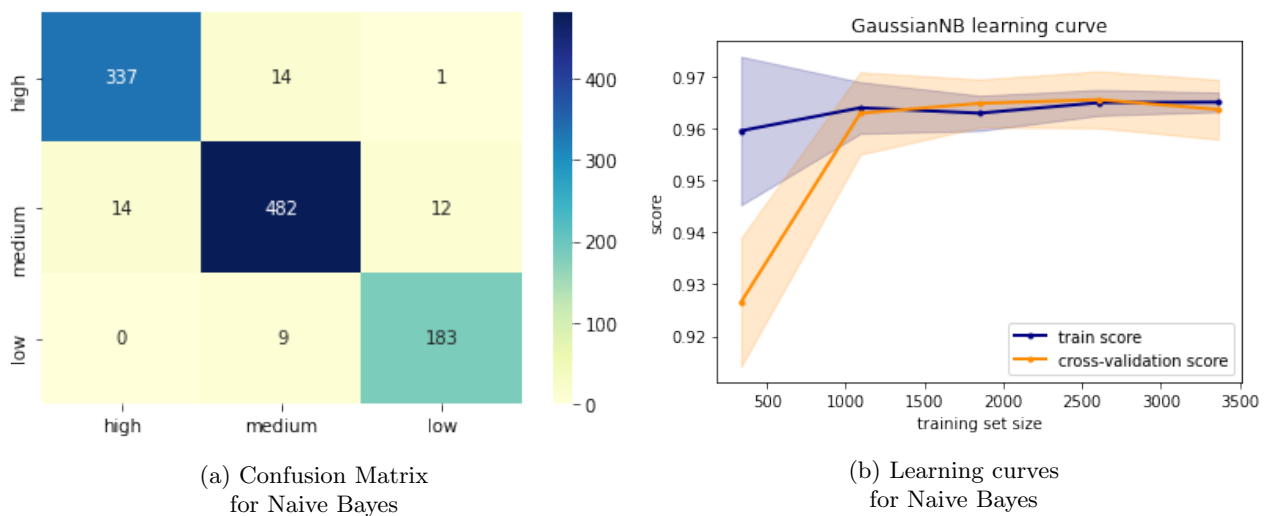 high
337
14
1
medium
14
482
12
low
0
9
183
high
medium
low
400
300
200
100
0
(a) Confusion Matrix
for Naive Bayes
GaussianNB learning curve
score
0.97
0.96
0.95
0.94
0.93
0.92
train score
cross-validation score
500
1000
1500
2000
2500
3000
3500
training set size
(b) Learning curves
for Naive Bayes